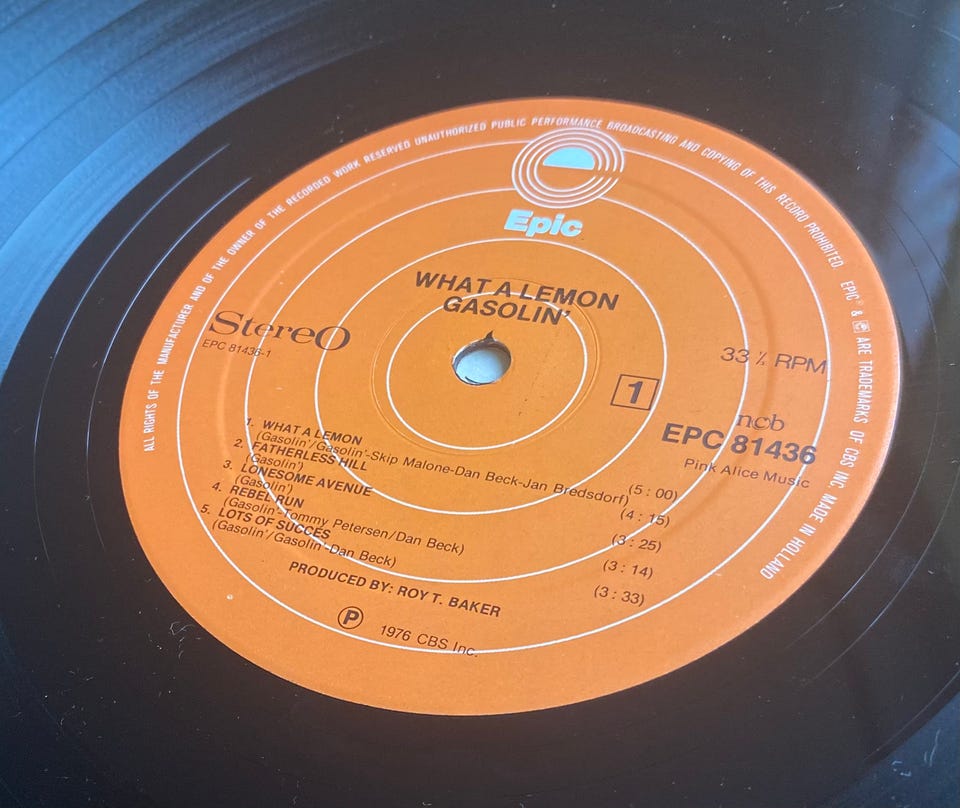 ALL RIGHTS OF THE MANUFACTURER AND OF THE OWNER OF THE RECORDED WORK RESERVED UNAUTHORIZED PUBLIC PERFORMANCE BROADCASTING AND COPYING OF THIS RECORD PROHIBITED. EPIC® & ARE TRADEMARKS OF CBS INC. MADE IN HOLLAND
Epic
WHAT A LEMON
GASOLIN'
Stereo
EPC 81436-1
33⅓ RPM
1
ncb
EPC 81436
Pink Alice Music
1. WHAT A LEMON
(Gasolin'/Gasolin'-Skip Malone-Dan Beck-Jan Bredsdorf) (5 : 00)
2. FATHERLESS HILL
(Gasolin') (4 : 15)
3. LONESOME AVENUE
(Gasolin') (3 : 25)
4. REBEL RUN
(Gasolin'-Tommy Petersen/Dan Beck) (3 : 14)
5. LOTS OF SUCCES
(Gasolin'/Gasolin'-Dan Beck) (3 : 33)
PRODUCED BY: ROY T. BAKER
Ⓟ 1976 CBS Inc.